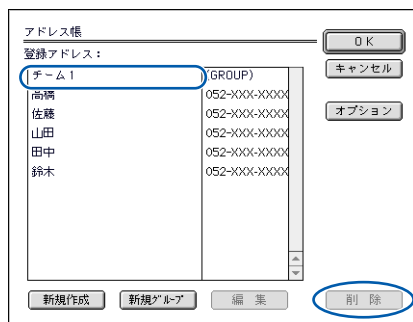 アドレス帳
登録アドレス：
チーム1 (GROUP)
高橋 052-XXX-XXXX
佐藤 052-XXX-XXXX
山田 052-XXX-XXXX
田中 052-XXX-XXXX
鈴木 052-XXX-XXXX
OK
キャンセル
オプション
新規作成 新規グループ 編集 削除